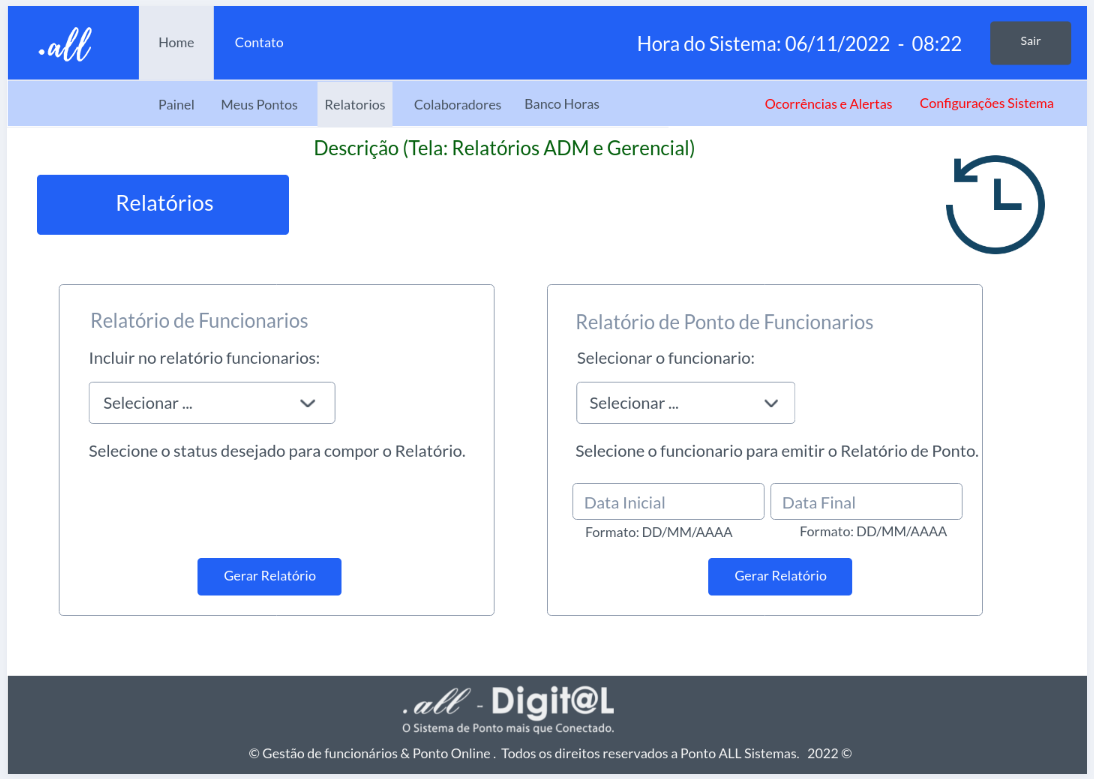 .all
Home
Contato
Hora do Sistema: 06/11/2022 - 08:22
Sair
Painel
Meus Pontos
Relatorios
Colaboradores
Banco Horas
Ocorrências e Alertas
Configurações Sistema
Descrição (Tela: Relatórios ADM e Gerencial)
Relatórios
Relatório de Funcionarios
Incluir no relatório funcionarios:
Selecionar ...
Selecione o status desejado para compor o Relatório.
Gerar Relatório
Relatório de Ponto de Funcionarios
Selecionar o funcionario:
Selecionar ...
Selecione o funcionario para emitir o Relatório de Ponto.
Data Inicial
Data Final
Formato: DD/MM/AAAA
Formato: DD/MM/AAAA
Gerar Relatório
.all - Digit@L
O Sistema de Ponto mais que Conectado.
© Gestão de funcionários & Ponto Online . Todos os direitos reservados a Ponto ALL Sistemas. 2022 ©